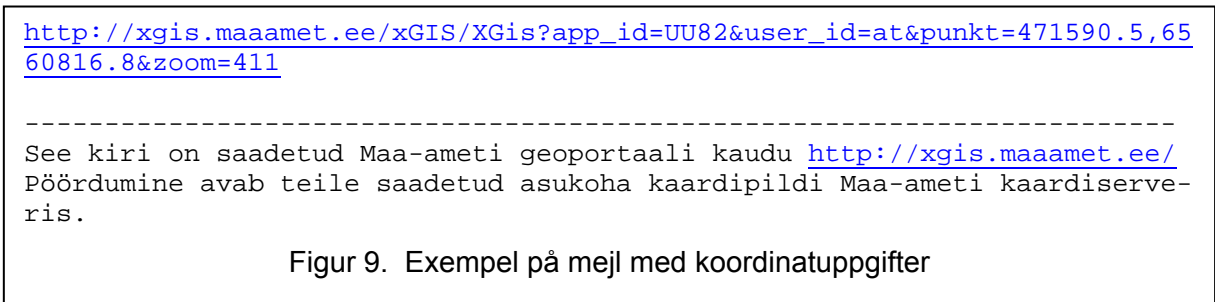 http://xgis.maaamet.ee/xGIS/XGis?app_id=UU82&user_id=at&punkt=471590.5,65
60816.8&zoom=411
-----------------------------------------------------------------------
See kiri on saadetud Maa-ameti geoportaali kaudu http://xgis.maaamet.ee/
Pöördumine avab teile saadetud asukoha kaardipildi Maa-ameti kaardiserve-
ris.
Figur 9. Exempel på mejl med koordinatuppgifter